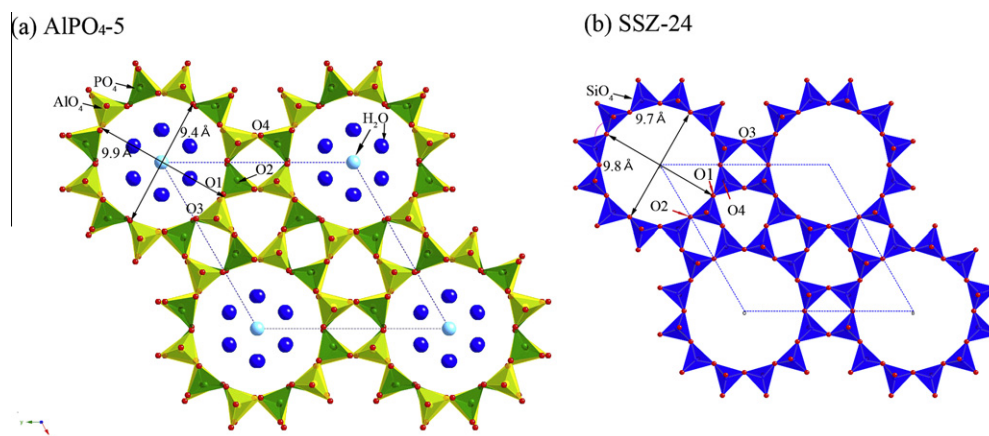 (a) AlPO₄-5
PO₄
AlO₄
9.4 Å
9.9 Å
O4
H₂O
O2
O1
O3
y
(b) SSZ-24
SiO₄
9.7 Å
9.8 Å
O3
O1
O2
O4